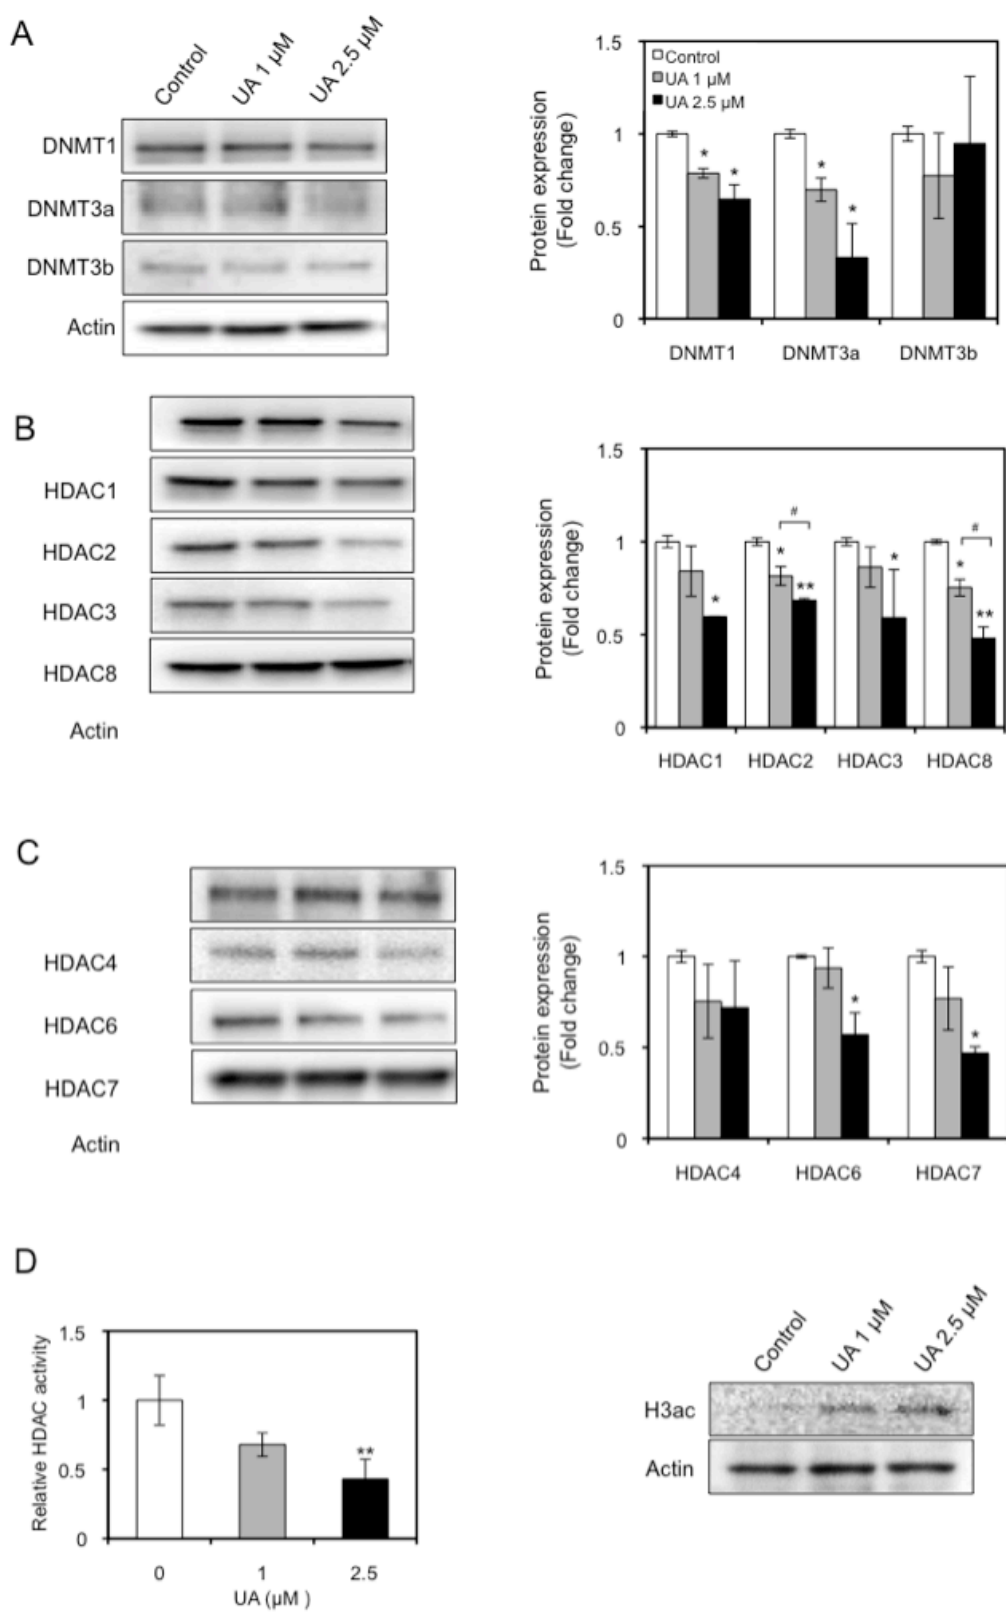 A
Control
UA 1 µM
UA 2.5 µM
DNMT1
DNMT3a
DNMT3b
Actin
Protein expression
(Fold change)
1.5
1
0.5
0
Control
UA 1 µM
UA 2.5 µM
*
*
*
*
DNMT1
DNMT3a
DNMT3b
B
HDAC1
HDAC2
HDAC3
HDAC8
Actin
Protein expression
(Fold change)
1.5
1
0.5
0
*
*
#
**
*
*
#
**
HDAC1
HDAC2
HDAC3
HDAC8
C
HDAC4
HDAC6
HDAC7
Actin
Protein expression
(Fold change)
1.5
1
0.5
0
*
*
HDAC4
HDAC6
HDAC7
D
Relative HDAC activity
1.5
1
0.5
0
**
0
1
2.5
UA (µM )
Control
UA 1 µM
UA 2.5 µM
H3ac
Actin